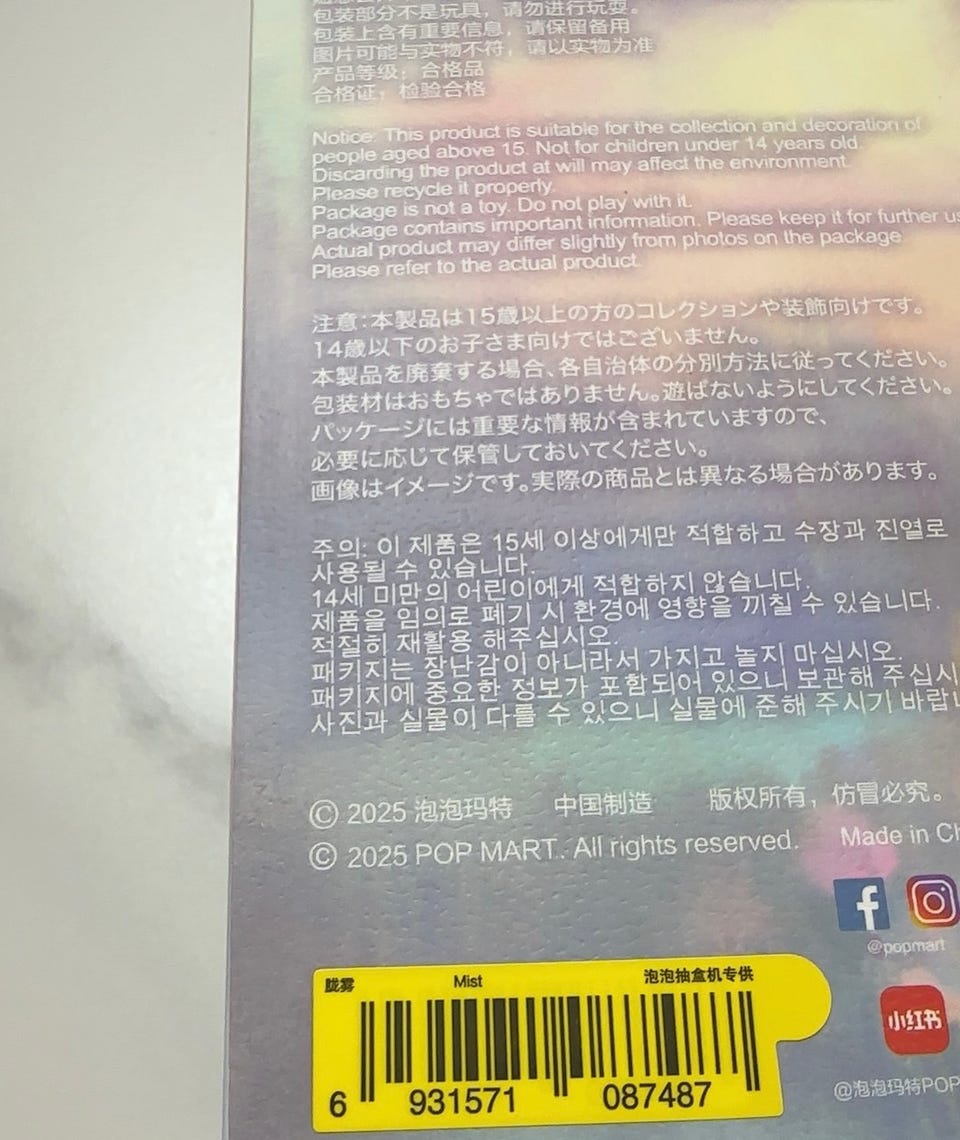 包装部分不是玩具，请勿进行玩耍。
包装上含有重要信息，请保留备用
图片可能与实物不符，请以实物为准
产品等级：合格品
合格证：检验合格
Notice: This product is suitable for the collection and decoration of
people aged above 15. Not for children under 14 years old.
Discarding the product at will may affect the environment.
Please recycle it properly.
Package is not a toy. Do not play with it.
Package contains important information. Please keep it for further
Actual product may differ slightly from photos on the package
Please refer to the actual product.
注意：本製品は15歳以上の方のコレクションや装飾向けです。
14歳以下のお子さま向けではございません。
本製品を廃棄する場合、各自治体の分別方法に従ってください。
包装材はおもちゃではありません。遊ばないようにしてください。
パッケージには重要な情報が含まれていますので、
必要に応じて保管しておいてください。
画像はイメージです。実際の商品とは異なる場合があります。
주의: 이 제품은 15세 이상에게만 적합하고 수장과 진열로
사용될 수 있습니다.
14세 미만의 어린이에게 적합하지 않습니다.
제품을 임의로 폐기 시 환경에 영향을 끼칠 수 있습니다.
적절히 재활용 해주십시오.
패키지는 장난감이 아니라서 가지고 놀지 마십시오.
패키지에 중요한 정보가 포함되어 있으니 보관해 주십시
사진과 실물이 다를 수 있으니 실물에 준해 주시기 바랍
© 2025 泡泡玛特 中国制造 版权所有，仿冒必究。
© 2025 POP MART. All rights reserved. Made in
@popmart
胧雾 Mist 泡泡抽盒机专供
6 931571 087487
小红书
@泡泡玛特POP